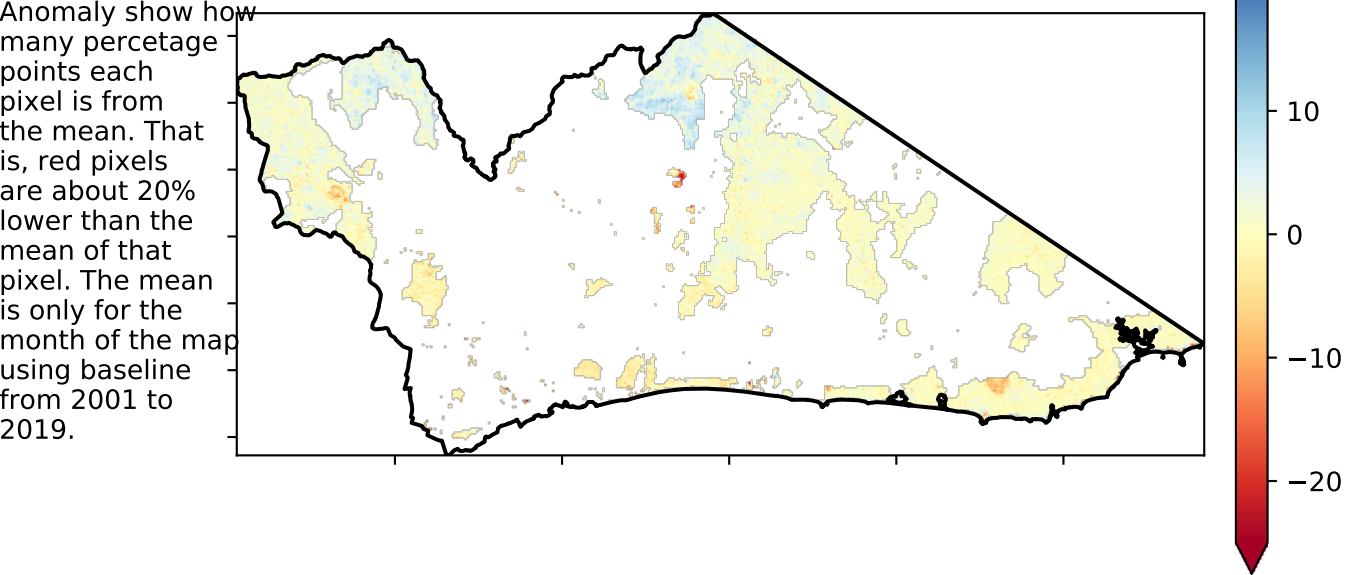 Anomaly show how
many percetage
points each
pixel is from
the mean. That
is, red pixels
are about 20%
lower than the
mean of that
pixel. The mean
is only for the
month of the map
using baseline
from 2001 to
2019.
10
0
−10
−20